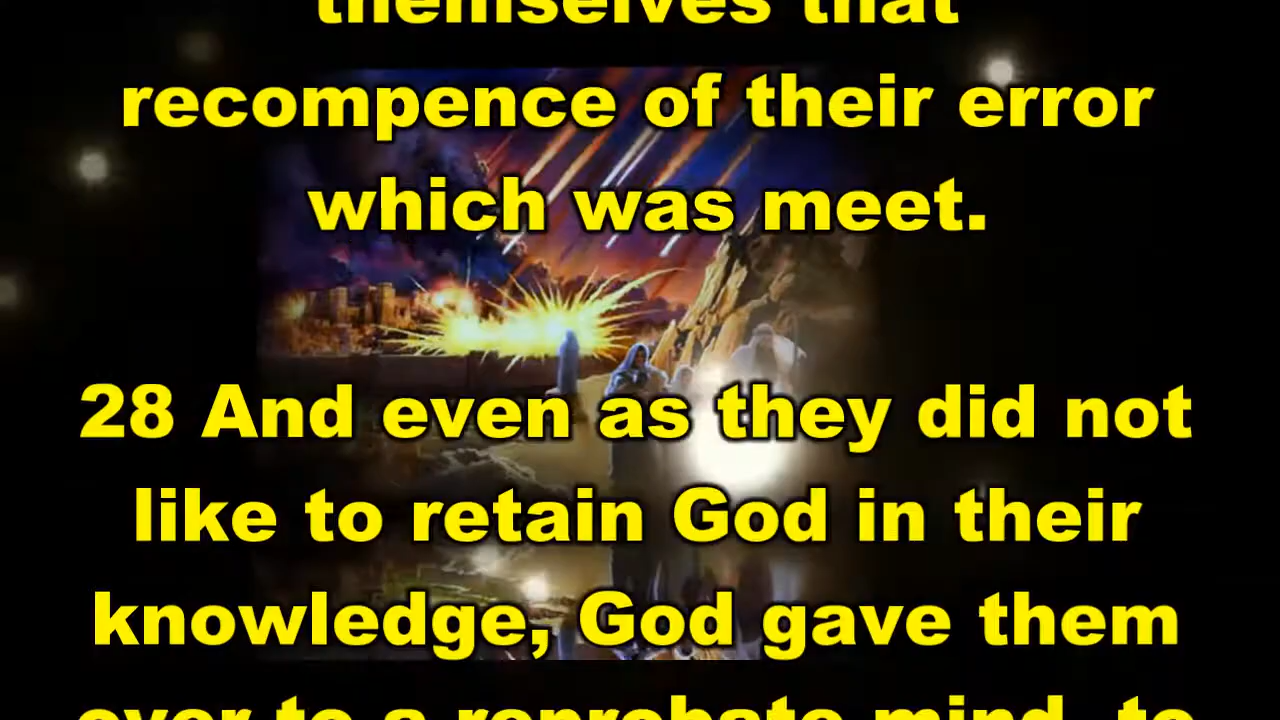 themselves that
recompence of their error
which was meet.
28 And even as they did not
like to retain God in their
knowledge, God gave them
over to a reprobate mind, to